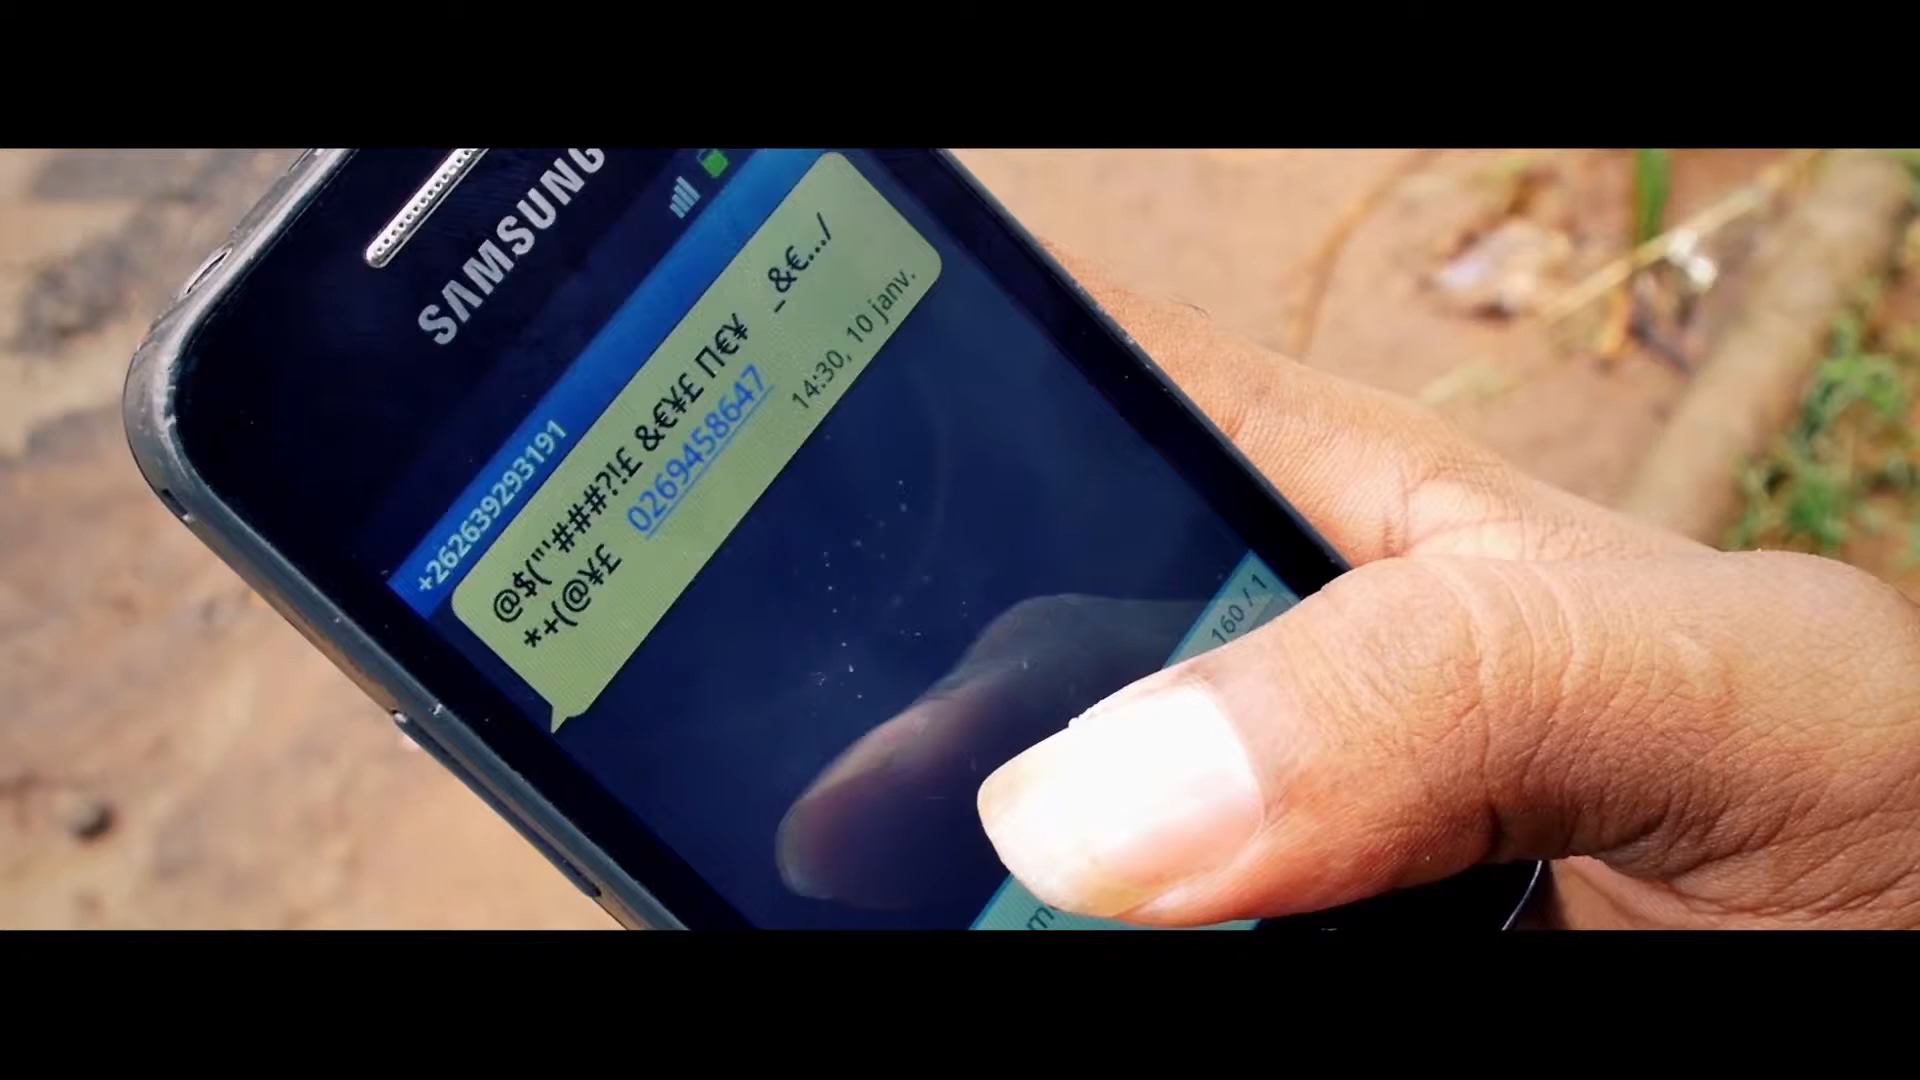 SAMSUNG
+262639293191
@$("'###?!£ &€¥£ ∏€¥ _&€.../
*+(@¥£ 0269458647
14:30, 10 janv.
160 / 1